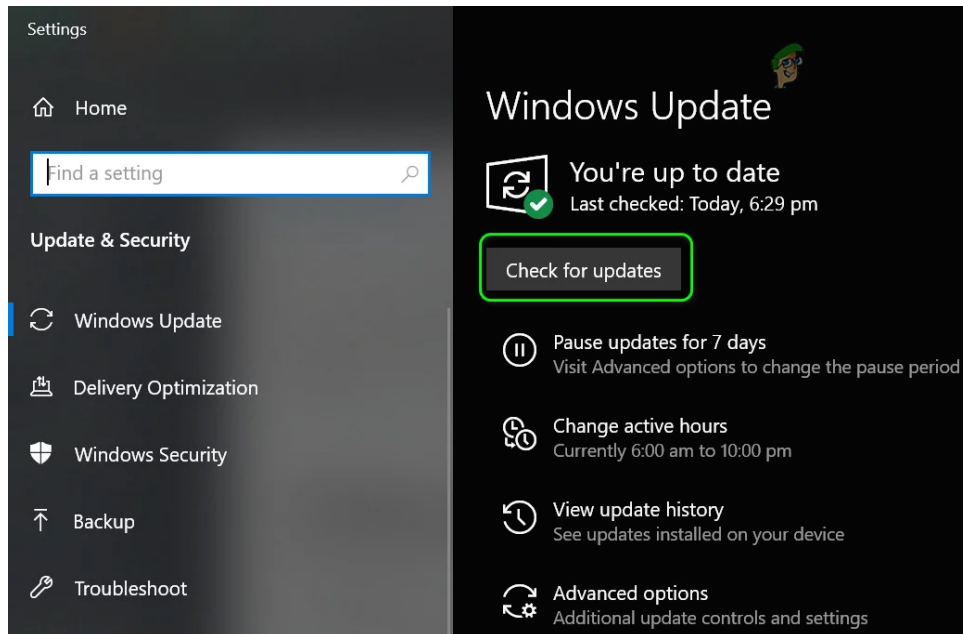 Settings
Home
Find a setting
Update & Security
Windows Update
Delivery Optimization
Windows Security
Backup
Troubleshoot
Windows Update
You're up to date
Last checked: Today, 6:29 pm
Check for updates
Pause updates for 7 days
Visit Advanced options to change the pause period
Change active hours
Currently 6:00 am to 10:00 pm
View update history
See updates installed on your device
Advanced options
Additional update controls and settings